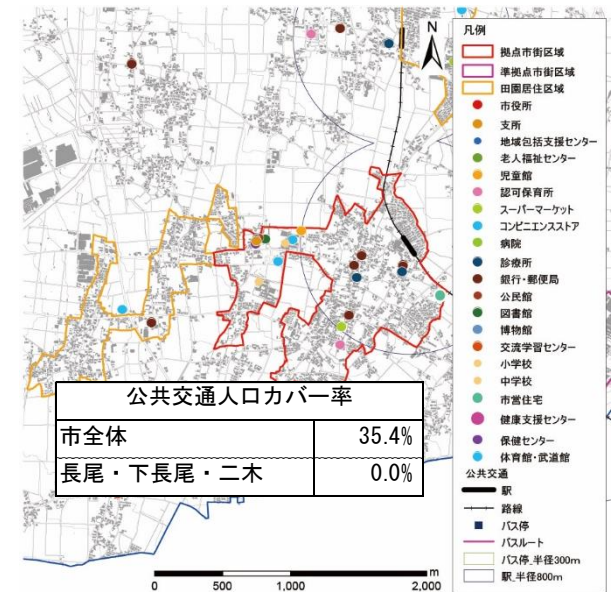 N
凡例
拠点市街区域
準拠点市街区域
田園居住区域
市役所
支所
地域包括支援センター
老人福祉センター
児童館
認可保育所
スーパーマーケット
コンビニエンスストア
病院
診療所
銀行・郵便局
公民館
図書館
博物館
交流学習センター
小学校
中学校
市営住宅
健康支援センター
保健センター
体育館・武道館
公共交通
駅
路線
バス停
バスルート
バス停_半径300m
駅_半径800m
公共交通人口カバー率
市全体 35.4%
長尾・下長尾・二木 0.0%
m
0 500 1,000 2,000